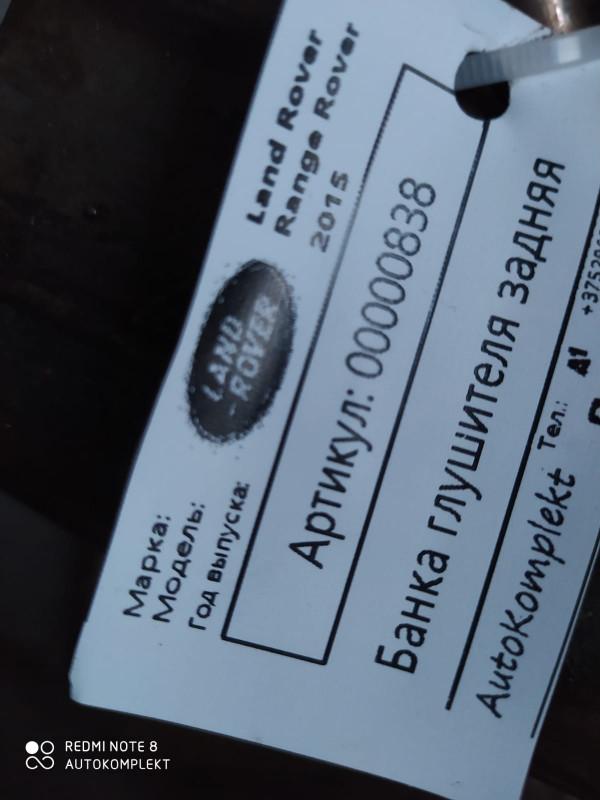 Марка: Land Rover
Модель: Range Rover
Год выпуска: 2015
LAND
ROVER
Артикул: 00000838
Банка глушителя задняя
AutoKomplekt Тел.: A1
REDMI NOTE 8
AUTOKOMPLEKT